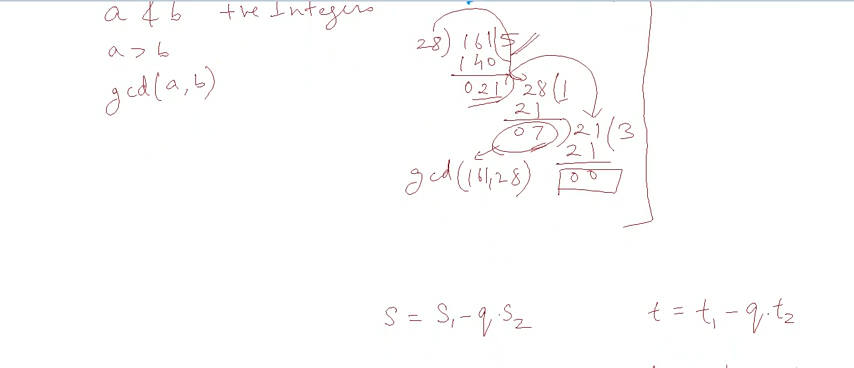 a & b +ve Integers
a > b
gcd(a, b)
28) 161 (5
140
021) 28 (1
21
07) 21 (3
21
00
gcd(161, 28)
S = S₁ - q. S₂
t = t₁ - q. t₂